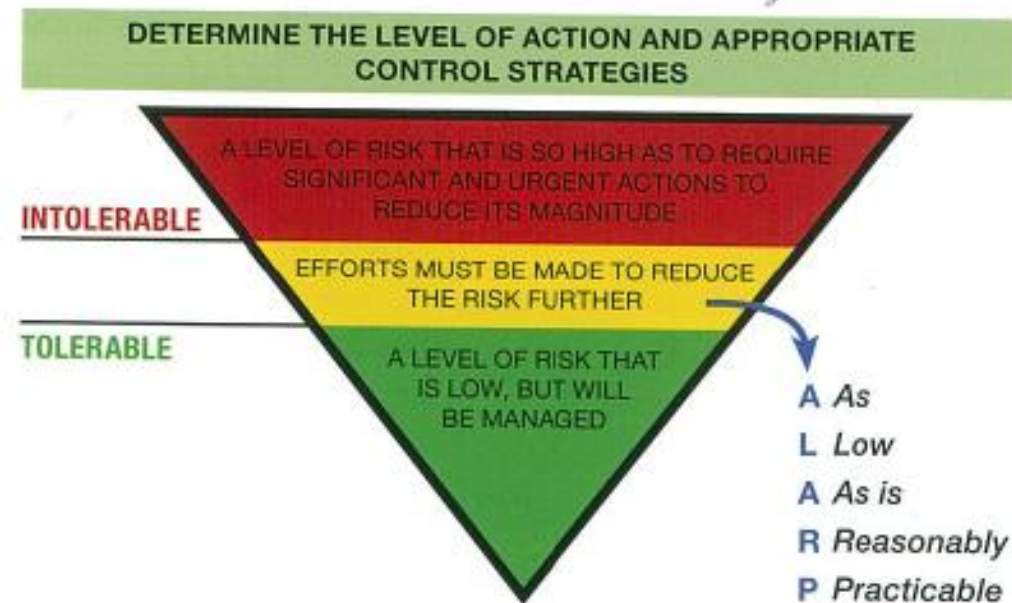 DETERMINE THE LEVEL OF ACTION AND APPROPRIATE
CONTROL STRATEGIES
A LEVEL OF RISK THAT IS SO HIGH AS TO REQUIRE
SIGNIFICANT AND URGENT ACTIONS TO
REDUCE ITS MAGNITUDE
INTOLERABLE
EFFORTS MUST BE MADE TO REDUCE
THE RISK FURTHER
TOLERABLE
A LEVEL OF RISK THAT
IS LOW, BUT WILL
BE MANAGED
A As
L Low
A As is
R Reasonably
P Practicable